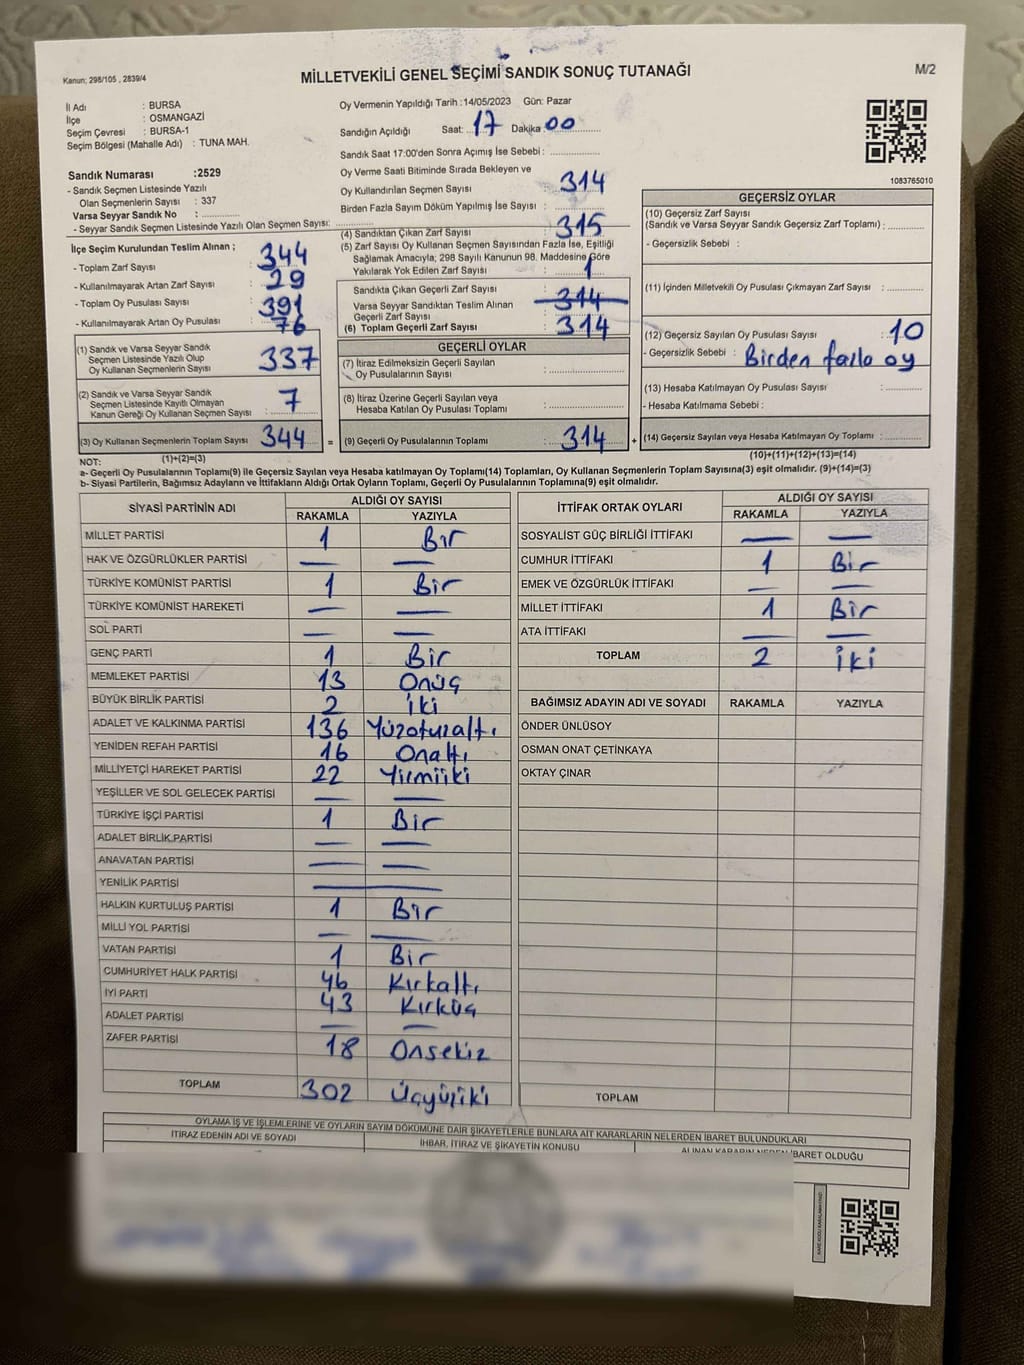 Kanun; 298/105 , 2839/4
MİLLETVEKİLİ GENEL SEÇİMİ SANDIK SONUÇ TUTANAĞI
M/2
İl Adı : BURSA
İlçe : OSMANGAZİ
Seçim Çevresi : BURSA-1
Seçim Bölgesi (Mahalle Adı) : TUNA MAH.
Sandık Numarası :2529
- Sandık Seçmen Listesinde Yazılı
Olan Seçmenlerin Sayısı : 337
Varsa Seyyar Sandık No : ..............
- Seyyar Sandık Seçmen Listesinde Yazılı Olan Seçmen Sayısı:
Oy Vermenin Yapıldığı Tarih :14/05/2023 Gün: Pazar
Sandığın Açıldığı Saat: 17 Dakika 00
Sandık Saat 17:00'den Sonra Açımış İse Sebebi : ..............
Oy Verme Saati Bitiminde Sırada Bekleyen ve
Oy Kullandırılan Seçmen Sayısı : 314
Birden Fazla Sayım Döküm Yapılmış İse Sayısı : ..............
(4) Sandıktan Çıkan Zarf Sayısı : 315
(5) Zarf Sayısı Oy Kullanan Seçmen Sayısından Fazla İse, Eşitliği
Sağlamak Amacıyla; 298 Sayılı Kanunun 98. Maddesine Göre
Yakılarak Yok Edilen Zarf Sayısı : 1
Sandıkta Çıkan Geçerli Zarf Sayısı : 314
Varsa Seyyar Sandıktan Teslim Alınan
Geçerli Zarf Sayısı :
(6) Toplam Geçerli Zarf Sayısı : 314
1083765010
İlçe Seçim Kurulundan Teslim Alınan ;
- Toplam Zarf Sayısı : 344
- Kullanılmayarak Artan Zarf Sayısı : 29
- Toplam Oy Pusulası Sayısı : 391
- Kullanılmayarak Artan Oy Pusulası : 76
(1) Sandık ve Varsa Seyyar Sandık
Seçmen Listesinde Yazılı Olup
Oy Kullanan Seçmenlerin Sayısı : 337
(2) Sandık ve Varsa Seyyar Sandık
Seçmen Listesinde Kayıtlı Olmayan
Kanun Gereği Oy Kullanan Seçmen Sayısı : 7
(3) Oy Kullanan Seçmenlerin Toplam Sayısı : 344
(1)+(2)=(3)
GEÇERLİ OYLAR
(7) İtiraz Edilmeksizin Geçerli Sayılan
Oy Pusulalarının Sayısı : ..............
(8) İtiraz Üzerine Geçerli Sayılan veya
Hesaba Katılan Oy Pusulası Toplamı : ..............
= (9) Geçerli Oy Pusulalarının Toplamı : 314 +
GEÇERSİZ OYLAR
(10) Geçersiz Zarf Sayısı
(Sandık ve Varsa Seyyar Sandık Geçersiz Zarf Toplamı) : ..........
- Geçersizlik Sebebi :
(11) İçinden Milletvekili Oy Pusulası Çıkmayan Zarf Sayısı : ..........
(12) Geçersiz Sayılan Oy Pusulası Sayısı : 10
- Geçersizlik Sebebi : Birden fazla oy
(13) Hesaba Katılmayan Oy Pusulası Sayısı : ..........
- Hesaba Katılmama Sebebi :
(14) Geçersiz Sayılan veya Hesaba Katılmayan Oy Toplamı : ..........
(10)+(11)+(12)+(13)=(14)
NOT:
a- Geçerli Oy Pusulalarının Toplamı(9) ile Geçersiz Sayılan veya Hesaba katılmayan Oy Toplamı(14) Toplamları, Oy Kullanan Seçmenlerin Toplam Sayısına(3) eşit olmalıdır. (9)+(14)=(3)
b- Siyasi Partilerin, Bağımsız Adayların ve İttifakların Aldığı Ortak Oyların Toplamı, Geçerli Oy Pusulalarının Toplamına(9) eşit olmalıdır.
SİYASİ PARTİNİN ADI ALDIĞI OY SAYISI
RAKAMLA YAZIYLA
MİLLET PARTİSİ 1 Bir
HAK VE ÖZGÜRLÜKLER PARTİSİ — —
TÜRKİYE KOMÜNİST PARTİSİ 1 Bir
TÜRKİYE KOMÜNİST HAREKETİ — —
SOL PARTİ — —
GENÇ PARTİ 1 Bir
MEMLEKET PARTİSİ 13 Onüç
BÜYÜK BİRLİK PARTİSİ 2 İki
ADALET VE KALKINMA PARTİSİ 136 Yüzotuzaltı
YENİDEN REFAH PARTİSİ 16 Onaltı
MİLLİYETÇİ HAREKET PARTİSİ 22 Yirmiiki
YEŞİLLER VE SOL GELECEK PARTİSİ — —
TÜRKİYE İŞÇİ PARTİSİ 1 Bir
ADALET BİRLİK PARTİSİ — —
ANAVATAN PARTİSİ — —
YENİLİK PARTİSİ —
HALKIN KURTULUŞ PARTİSİ 1 Bir
MİLLİ YOL PARTİSİ — —
VATAN PARTİSİ 1 Bir
CUMHURİYET HALK PARTİSİ 46 Kırkaltı
İYİ PARTİ 43 Kırküç
ADALET PARTİSİ — —
ZAFER PARTİSİ 18 Onsekiz
TOPLAM 302 Üçyüziki
İTTİFAK ORTAK OYLARI ALDIĞI OY SAYISI
RAKAMLA YAZIYLA
SOSYALİST GÜÇ BİRLİĞİ İTTİFAKI — —
CUMHUR İTTİFAKI 1 Bir
EMEK VE ÖZGÜRLÜK İTTİFAKI — —
MİLLET İTTİFAKI 1 Bir
ATA İTTİFAKI — —
TOPLAM 2 İki
BAĞIMSIZ ADAYIN ADI VE SOYADI RAKAMLA YAZIYLA
ÖNDER ÜNLÜSOY
OSMAN ONAT ÇETİNKAYA
OKTAY ÇINAR
TOPLAM
OYLAMA İŞ VE İŞLEMLERİNE VE OYLARIN SAYIM DÖKÜMÜNE DAİR ŞİKAYETLERLE BUNLARA AİT KARARLARIN NELERDEN İBARET BULUNDUKLARI
İTİRAZ EDENİN ADI VE SOYADI İHBAR, İTİRAZ VE ŞİKAYETİN KONUSU ALINAN KARARIN NEDEN İBARET OLDUĞU